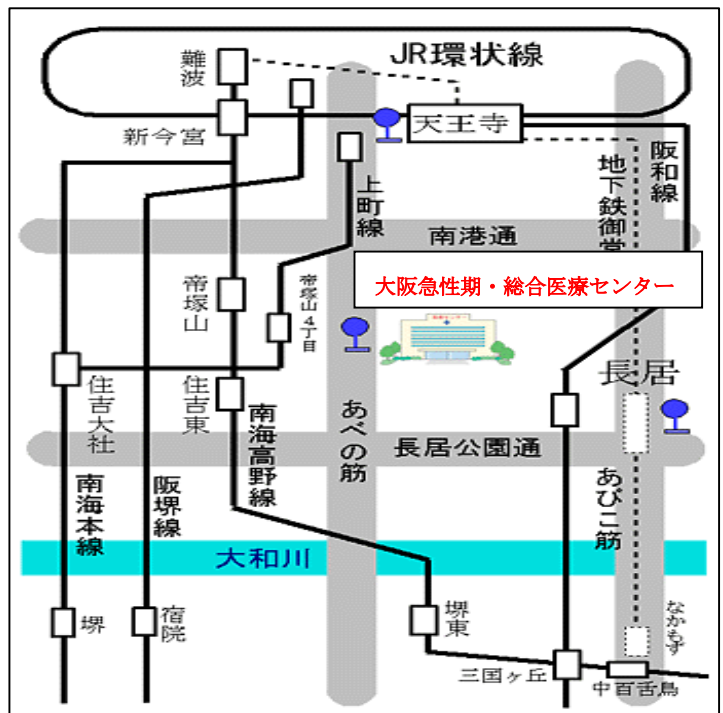 JR環状線
難波
新今宮
天王寺
阪和線
地下鉄御堂
上町線
南港通
大阪急性期・総合医療センター
帝塚山
帝塚山4丁目
長居
住吉大社
住吉東
南海高野線
あべの筋
長居公園通
南海本線
阪堺線
あびこ筋
大和川
堺
宿院
堺東
なかもず
三国ヶ丘
中百舌鳥